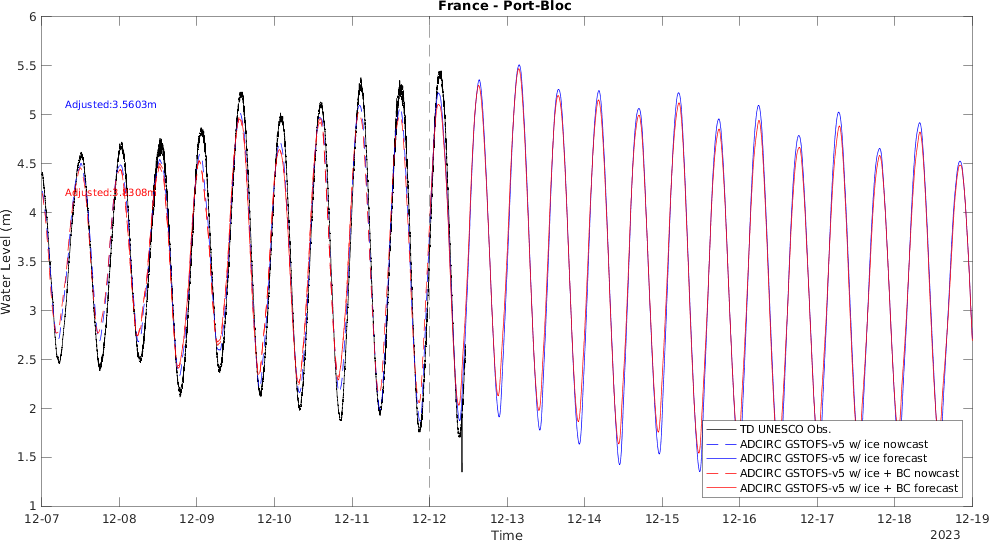 France - Port-Bloc
Water Level (m)
6
5.5
5
4.5
4
3.5
3
2.5
2
1.5
1
Adjusted:3.5603m
TD UNESCO Obs.
ADCIRC GSTOFS-v5 w/ ice nowcast
ADCIRC GSTOFS-v5 w/ ice forecast
ADCIRC GSTOFS-v5 w/ ice + BC nowcast
ADCIRC GSTOFS-v5 w/ ice + BC forecast
12-07 12-08 12-09 12-10 12-11 12-12 12-13 12-14 12-15 12-16 12-17 12-18 12-19
Time
2023